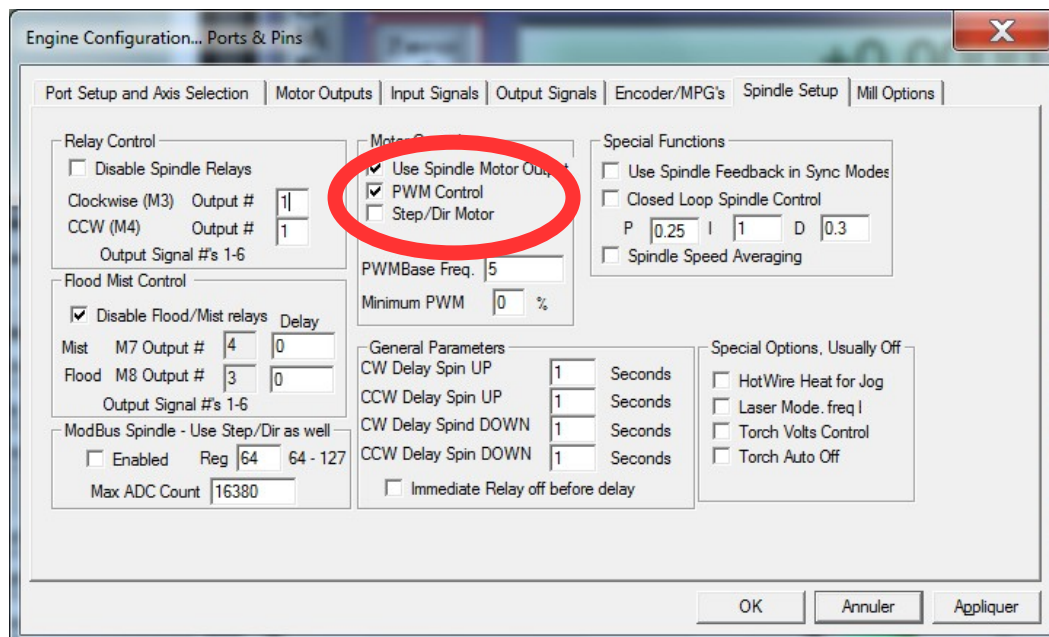 Engine Configuration... Ports & Pins
Port Setup and Axis Selection
Motor Outputs
Input Signals
Output Signals
Encoder/MPG's
Spindle Setup
Mill Options
Relay Control
Disable Spindle Relays
Clockwise (M3) Output # 1
CCW (M4) Output # 1
Output Signal #'s 1-6
Flood Mist Control
Disable Flood/Mist relays Delay
Mist M7 Output # 4 0
Flood M8 Output # 3 0
Output Signal #'s 1-6
ModBus Spindle - Use Step/Dir as well
Enabled Reg 64 64 - 127
Max ADC Count 16380
Use Spindle Motor Output
PWM Control
Step/Dir Motor
PWMBase Freq. 5
Minimum PWM 0 %
General Parameters
CW Delay Spin UP 1 Seconds
CCW Delay Spin UP 1 Seconds
CW Delay Spind DOWN 1 Seconds
CCW Delay Spin DOWN 1 Seconds
Immediate Relay off before delay
Special Functions
Use Spindle Feedback in Sync Modes
Closed Loop Spindle Control
P 0.25 I 1 D 0.3
Spindle Speed Averaging
Special Options, Usually Off
HotWire Heat for Jog
Laser Mode. freq
Torch Volts Control
Torch Auto Off
OK
Annuler
Appliquer